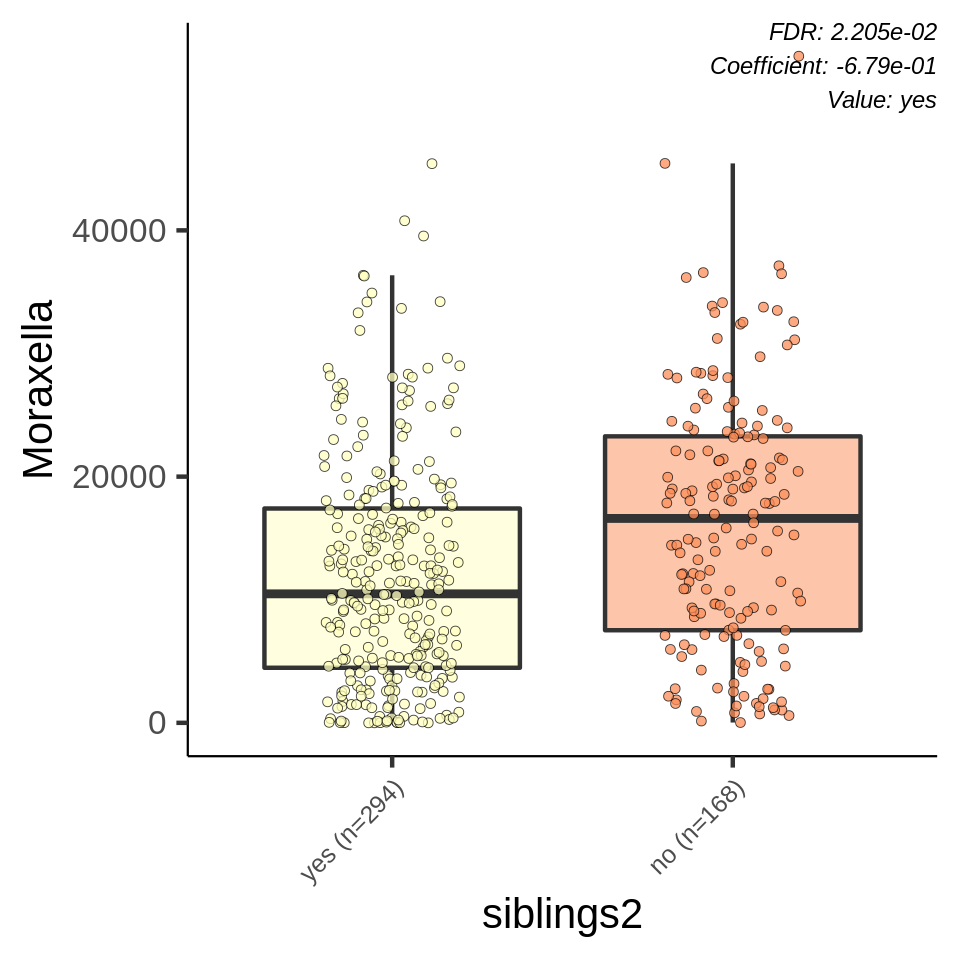 FDR: 2.205e-02
Coefficient: -6.79e-01
Value: yes
40000
20000
0
Moraxella
yes (n=294)
no (n=168)
siblings2